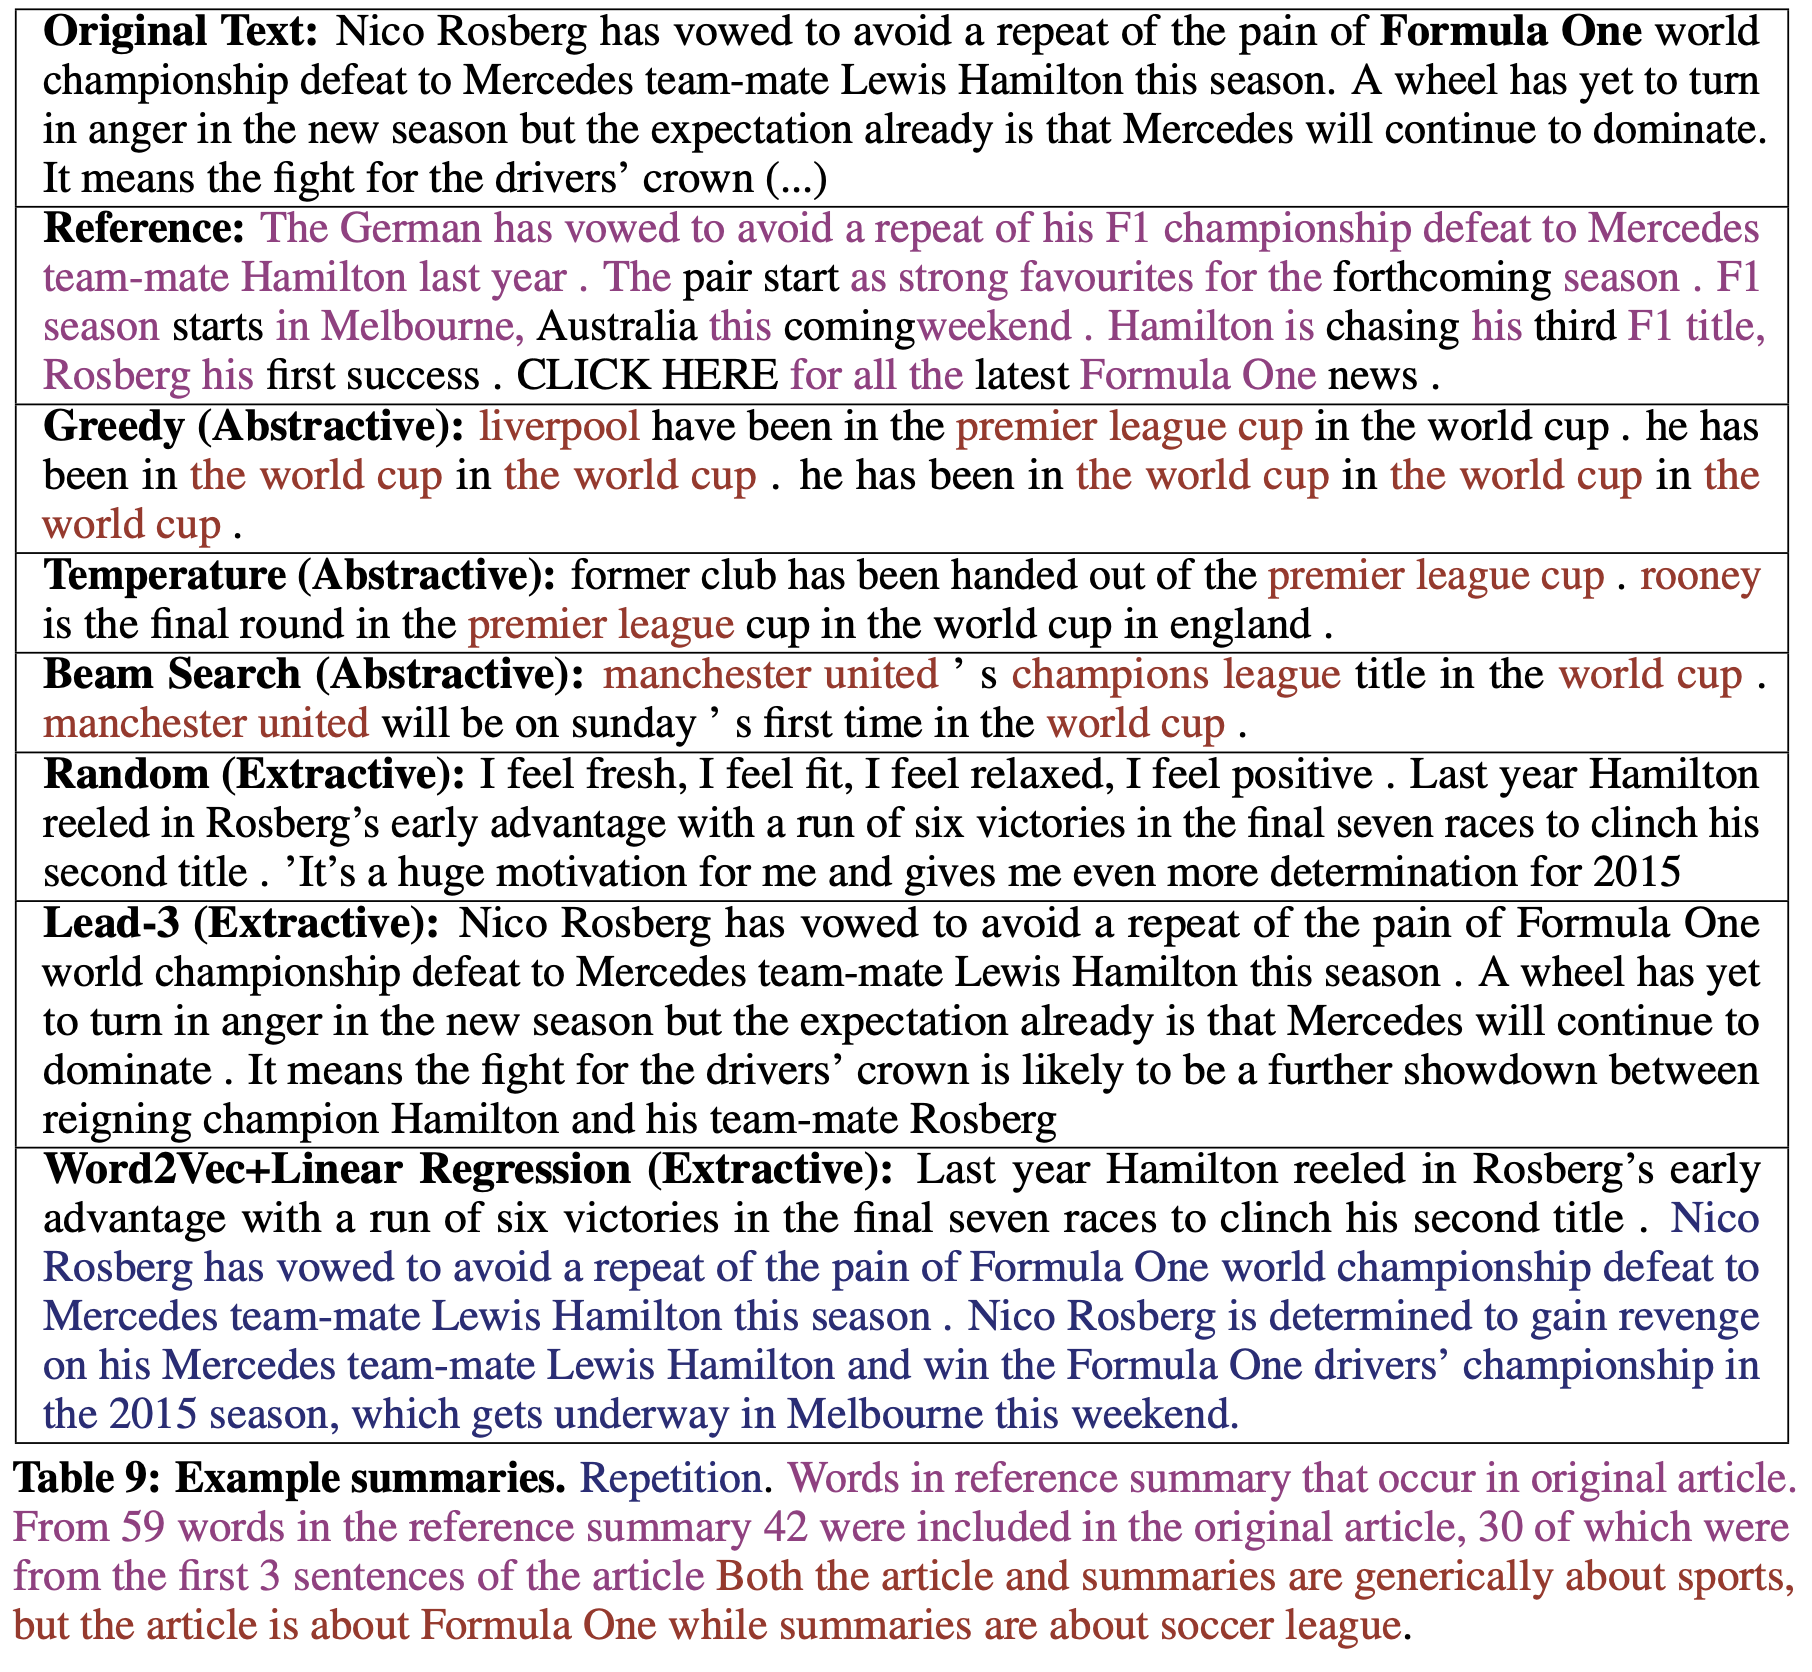 Original Text: Nico Rosberg has vowed to avoid a repeat of the pain of Formula One world
championship defeat to Mercedes team-mate Lewis Hamilton this season. A wheel has yet to turn
in anger in the new season but the expectation already is that Mercedes will continue to dominate.
It means the fight for the drivers’ crown (...)
Reference: The German has vowed to avoid a repeat of his F1 championship defeat to Mercedes
team-mate Hamilton last year . The pair start as strong favourites for the forthcoming season . F1
season starts in Melbourne, Australia this comingweekend . Hamilton is chasing his third F1 title,
Rosberg his first success . CLICK HERE for all the latest Formula One news .
Greedy (Abstractive): liverpool have been in the premier league cup in the world cup . he has
been in the world cup in the world cup . he has been in the world cup in the world cup in the
world cup .
Temperature (Abstractive): former club has been handed out of the premier league cup . rooney
is the final round in the premier league cup in the world cup in england .
Beam Search (Abstractive): manchester united ’ s champions league title in the world cup .
manchester united will be on sunday ’ s first time in the world cup .
Random (Extractive): I feel fresh, I feel fit, I feel relaxed, I feel positive . Last year Hamilton
reeled in Rosberg’s early advantage with a run of six victories in the final seven races to clinch his
second title . ’It’s a huge motivation for me and gives me even more determination for 2015
Lead-3 (Extractive): Nico Rosberg has vowed to avoid a repeat of the pain of Formula One
world championship defeat to Mercedes team-mate Lewis Hamilton this season . A wheel has yet
to turn in anger in the new season but the expectation already is that Mercedes will continue to
dominate . It means the fight for the drivers’ crown is likely to be a further showdown between
reigning champion Hamilton and his team-mate Rosberg
Word2Vec+Linear Regression (Extractive): Last year Hamilton reeled in Rosberg’s early
advantage with a run of six victories in the final seven races to clinch his second title . Nico
Rosberg has vowed to avoid a repeat of the pain of Formula One world championship defeat to
Mercedes team-mate Lewis Hamilton this season . Nico Rosberg is determined to gain revenge
on his Mercedes team-mate Lewis Hamilton and win the Formula One drivers’ championship in
the 2015 season, which gets underway in Melbourne this weekend.
Table 9: Example summaries. Repetition. Words in reference summary that occur in original article.
From 59 words in the reference summary 42 were included in the original article, 30 of which were
from the first 3 sentences of the article Both the article and summaries are generically about sports,
but the article is about Formula One while summaries are about soccer league.